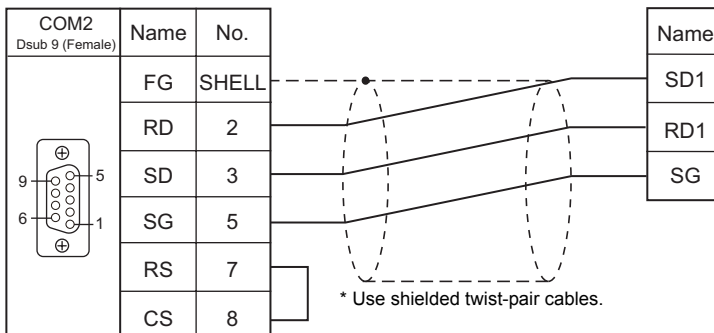 COM2
Dsub 9 (Female)
Name No.
FG SHELL
RD 2
SD 3
SG 5
RS 7
CS 8
9 5
6 1
* Use shielded twist-pair cables.
Name
SD1
RD1
SG